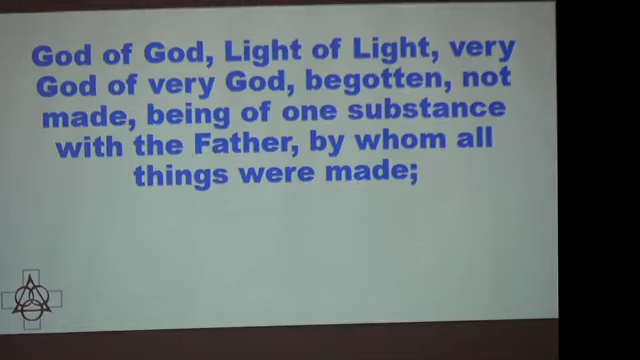 God of God, Light of Light, very
God of very God, begotten, not
made, being of one substance
with the Father, by whom all
things were made;